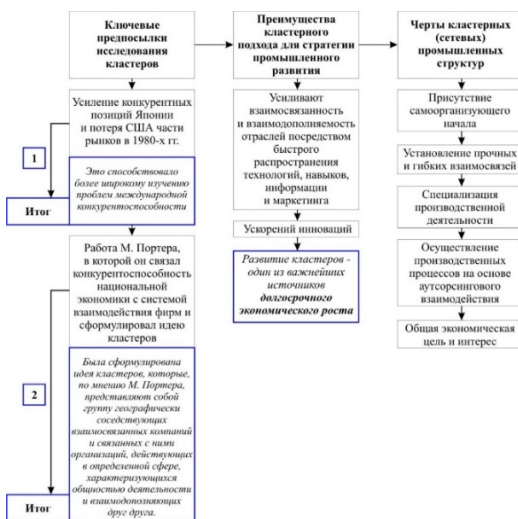 Ключевые
предпосылки
исследования
кластеров
Усиление конкурентных
позиций Японии
и потеря США части
рынков в 1980-х гг.
1
Это способствовало
более широкому изучению
проблем международной
конкурентоспособности
Итог
Работа М. Портера,
в которой он связал
конкурентоспособность
национальной
экономики с системой
взаимодействия фирм и
сформулировал идею
кластеров
2
Была сформулирована
идея кластеров, которые,
по мнению М. Портера,
представляют собой
группу географически
соседствующих
взаимосвязанных компаний
и связанных с ними
организаций, действующих
в определенной сфере,
характеризующихся
общностью деятельности
и взаимодополняющих
друг друга.
Итог
Преимущества
кластерного
подхода для стратегии
промышленного
развития
Усиливают
взаимосвязанность
и взаимодополняемость
отраслей посредством
быстрого
распространения
технологий, навыков,
информации
и маркетинга
Ускорений инноваций
Развитие кластеров -
один из важнейших
источников
долгосрочного
экономического роста
Черты кластерных
(сетевых)
промышленных
структур
Присутствие
самоорганизующего
начала
Установление прочных
и гибких взаимосвязей
Специализация
производственной
деятельности
Осуществление
производственных
процессов на основе
аутсорсингового
взаимодействия
Общая экономическая
цель и интерес